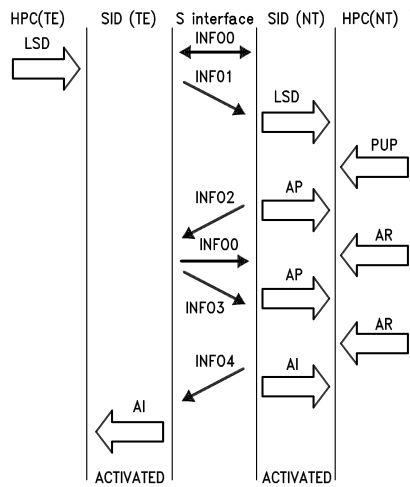 HPC(TE) SID (TE) S interface SID (NT) HPC(NT)
LSD INFO0
INFO1
LSD
PUP
INFO2 AP
INFO0 AR
AP
INFO3
AR
INFO4 AI
AI
ACTIVATED ACTIVATED